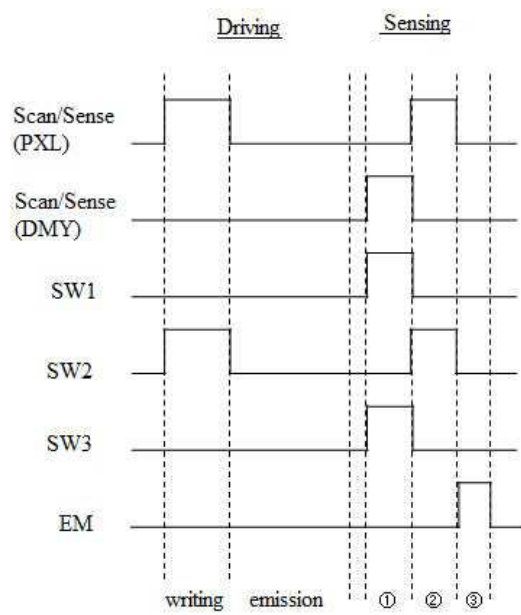 Driving Sensing
Scan/Sense
(PXL)
Scan/Sense
(DMY)
SW1
SW2
SW3
EM
writing emission ① ② ③